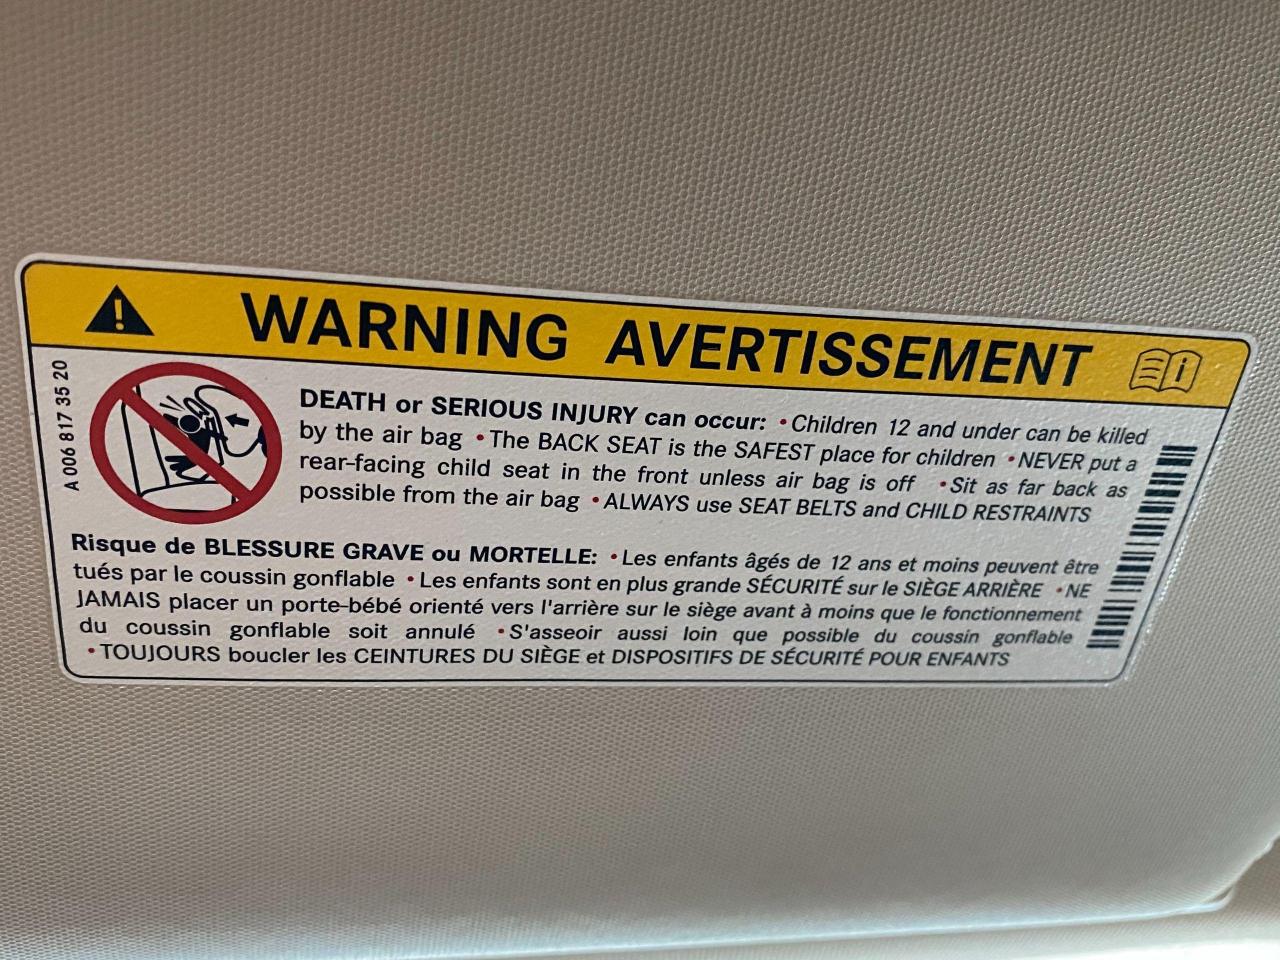 WARNING AVERTISSEMENT
A 006 817 35 20
DEATH or SERIOUS INJURY can occur: •Children 12 and under can be killed
by the air bag •The BACK SEAT is the SAFEST place for children •NEVER put a
rear-facing child seat in the front unless air bag is off •Sit as far back as
possible from the air bag •ALWAYS use SEAT BELTS and CHILD RESTRAINTS
Risque de BLESSURE GRAVE ou MORTELLE: •Les enfants âgés de 12 ans et moins peuvent être
tués par le coussin gonflable •Les enfants sont en plus grande SÉCURITÉ sur le SIÈGE ARRIÈRE •NE
JAMAIS placer un porte-bébé orienté vers l'arrière sur le siège avant à moins que le fonctionnement
du coussin gonflable soit annulé •S'asseoir aussi loin que possible du coussin gonflable
•TOUJOURS boucler les CEINTURES DU SIÈGE et DISPOSITIFS DE SÉCURITÉ POUR ENFANTS